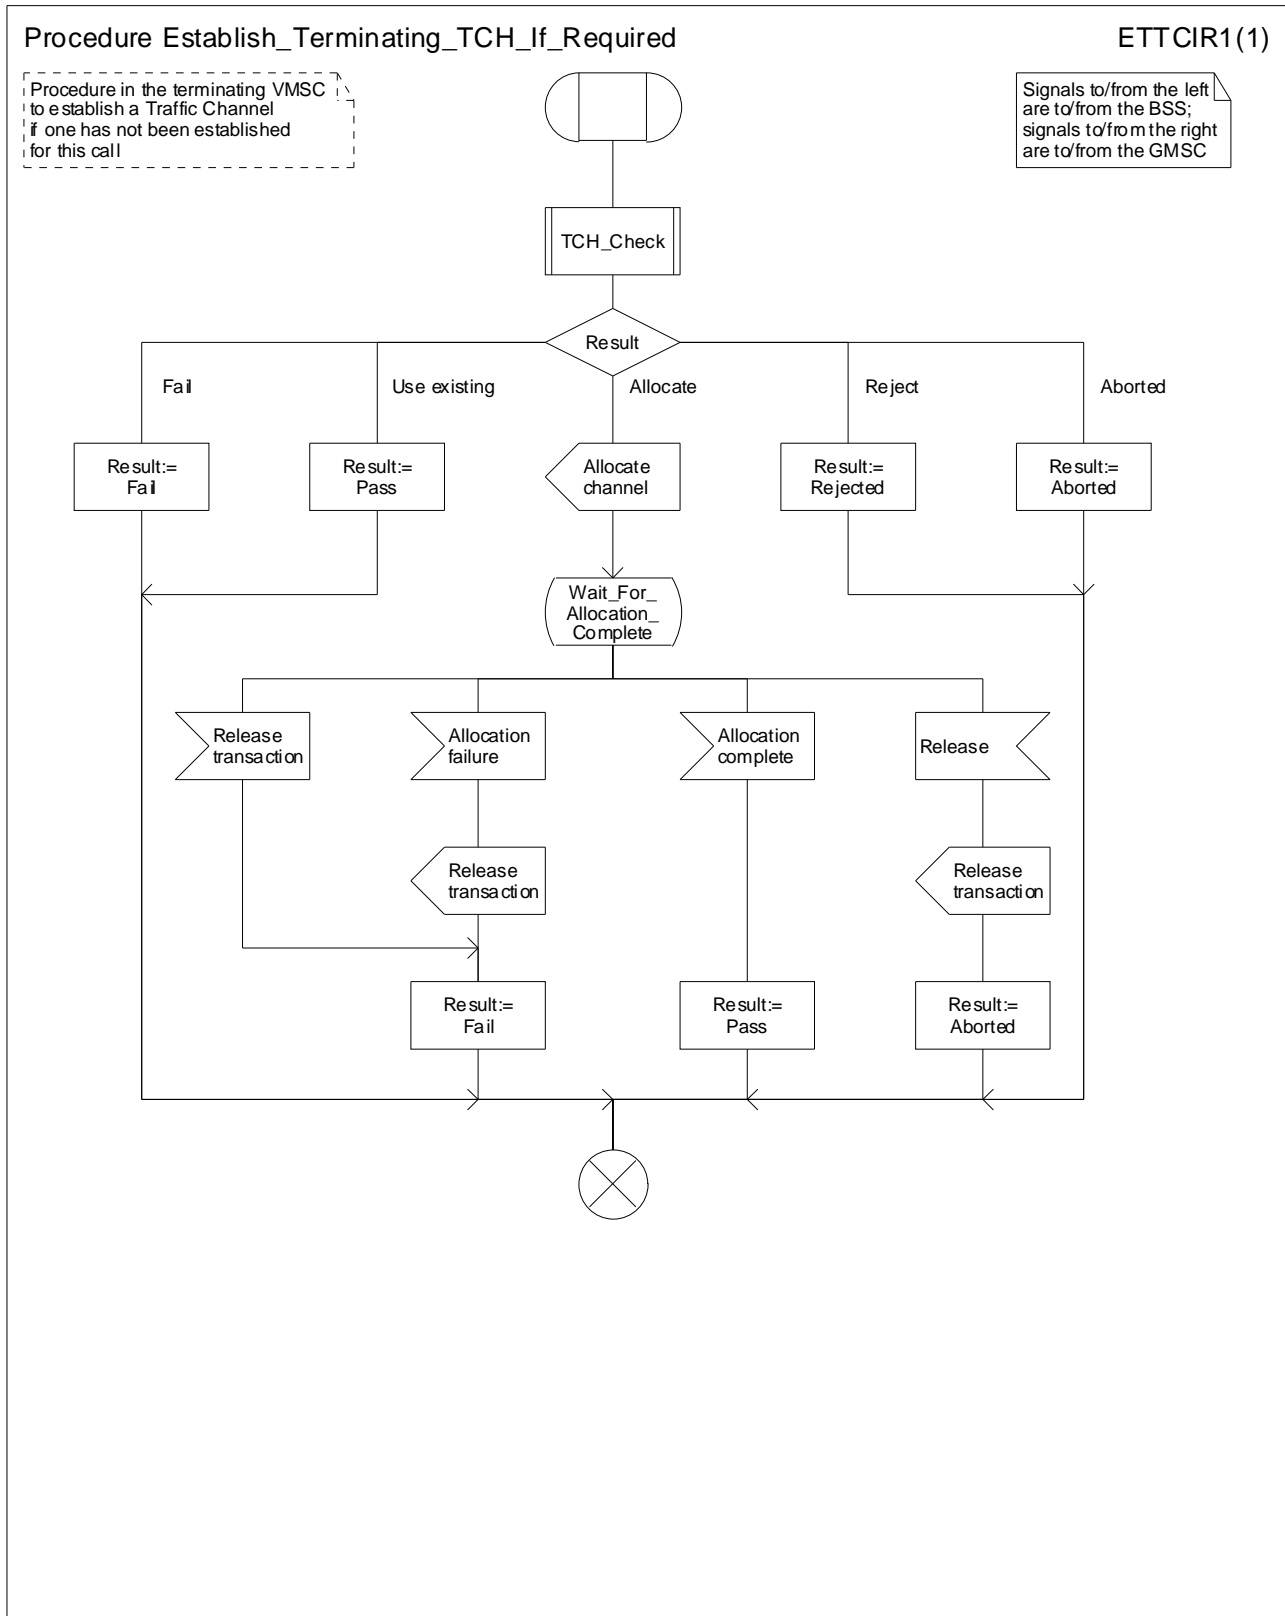 Procedure Establish_Terminating_TCH_If_Required
ETTCIR1(1)
Procedure in the terminating VMSC
to establish a Traffic Channel
if one has not been established
for this call
Signals to/from the left
are to/from the BSS;
signals to/from the right
are to/from the GMSC
TCH_Check
Result
Fail
Use existing
Allocate
Reject
Aborted
Result:=
Fail
Result:=
Pass
Allocate
channel
Result:=
Rejected
Result:=
Aborted
Wait_For_
Allocation_
Complete
Release
transaction
Allocation
failure
Allocation
complete
Release
Release
transaction
Release
transaction
Result:=
Fail
Result:=
Pass
Result:=
Aborted